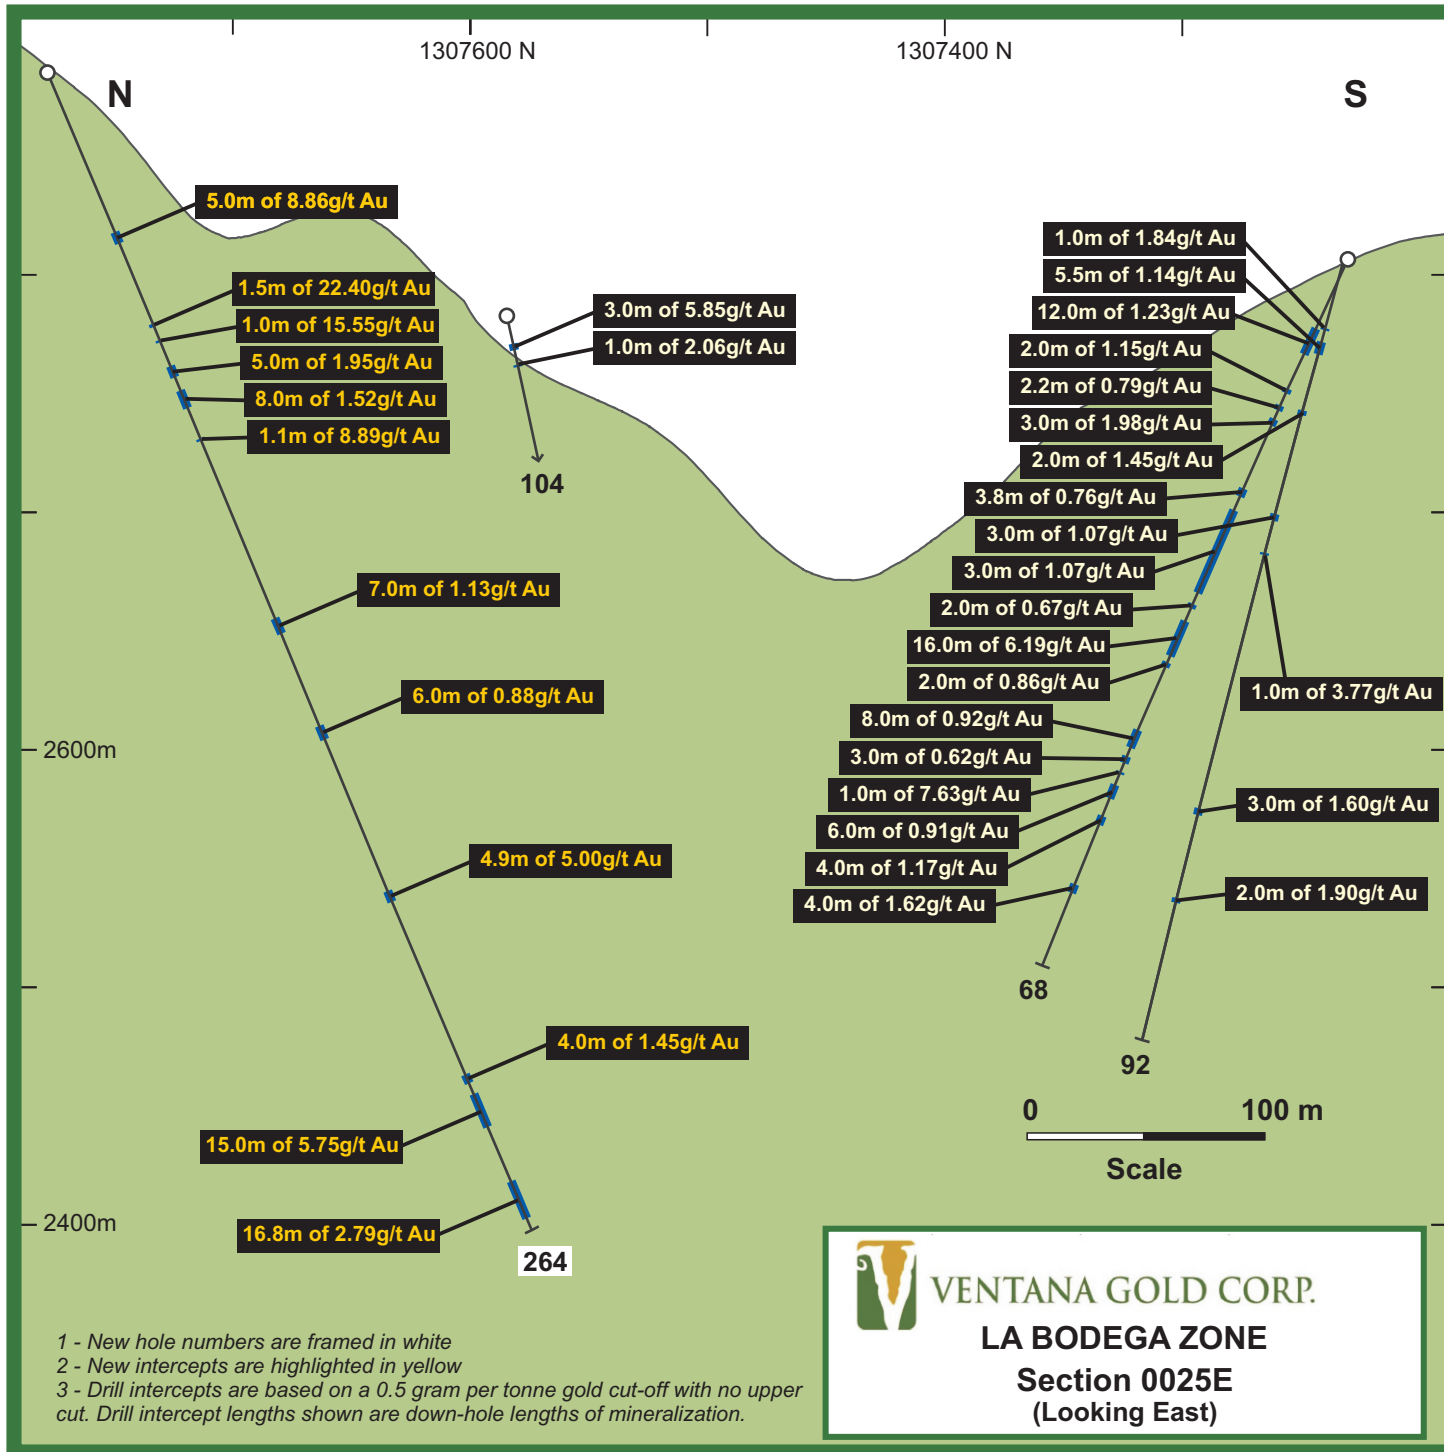 1307600 N
1307400 N
N
S
5.0m of 8.86g/t Au
1.5m of 22.40g/t Au
1.0m of 15.55g/t Au
5.0m of 1.95g/t Au
8.0m of 1.52g/t Au
1.1m of 8.89g/t Au
7.0m of 1.13g/t Au
6.0m of 0.88g/t Au
4.9m of 5.00g/t Au
4.0m of 1.45g/t Au
15.0m of 5.75g/t Au
16.8m of 2.79g/t Au
264
2600m
2400m
3.0m of 5.85g/t Au
1.0m of 2.06g/t Au
104
1.0m of 1.84g/t Au
5.5m of 1.14g/t Au
12.0m of 1.23g/t Au
2.0m of 1.15g/t Au
2.2m of 0.79g/t Au
3.0m of 1.98g/t Au
2.0m of 1.45g/t Au
3.8m of 0.76g/t Au
3.0m of 1.07g/t Au
3.0m of 1.07g/t Au
2.0m of 0.67g/t Au
16.0m of 6.19g/t Au
2.0m of 0.86g/t Au
8.0m of 0.92g/t Au
3.0m of 0.62g/t Au
1.0m of 7.63g/t Au
6.0m of 0.91g/t Au
4.0m of 1.17g/t Au
4.0m of 1.62g/t Au
68
1.0m of 3.77g/t Au
3.0m of 1.60g/t Au
2.0m of 1.90g/t Au
92
0 100 m
Scale
1 - New hole numbers are framed in white
2 - New intercepts are highlighted in yellow
3 - Drill intercepts are based on a 0.5 gram per tonne gold cut-off with no upper
cut. Drill intercept lengths shown are down-hole lengths of mineralization.
VENTANA GOLD CORP.
LA BODEGA ZONE
Section 0025E
(Looking East)